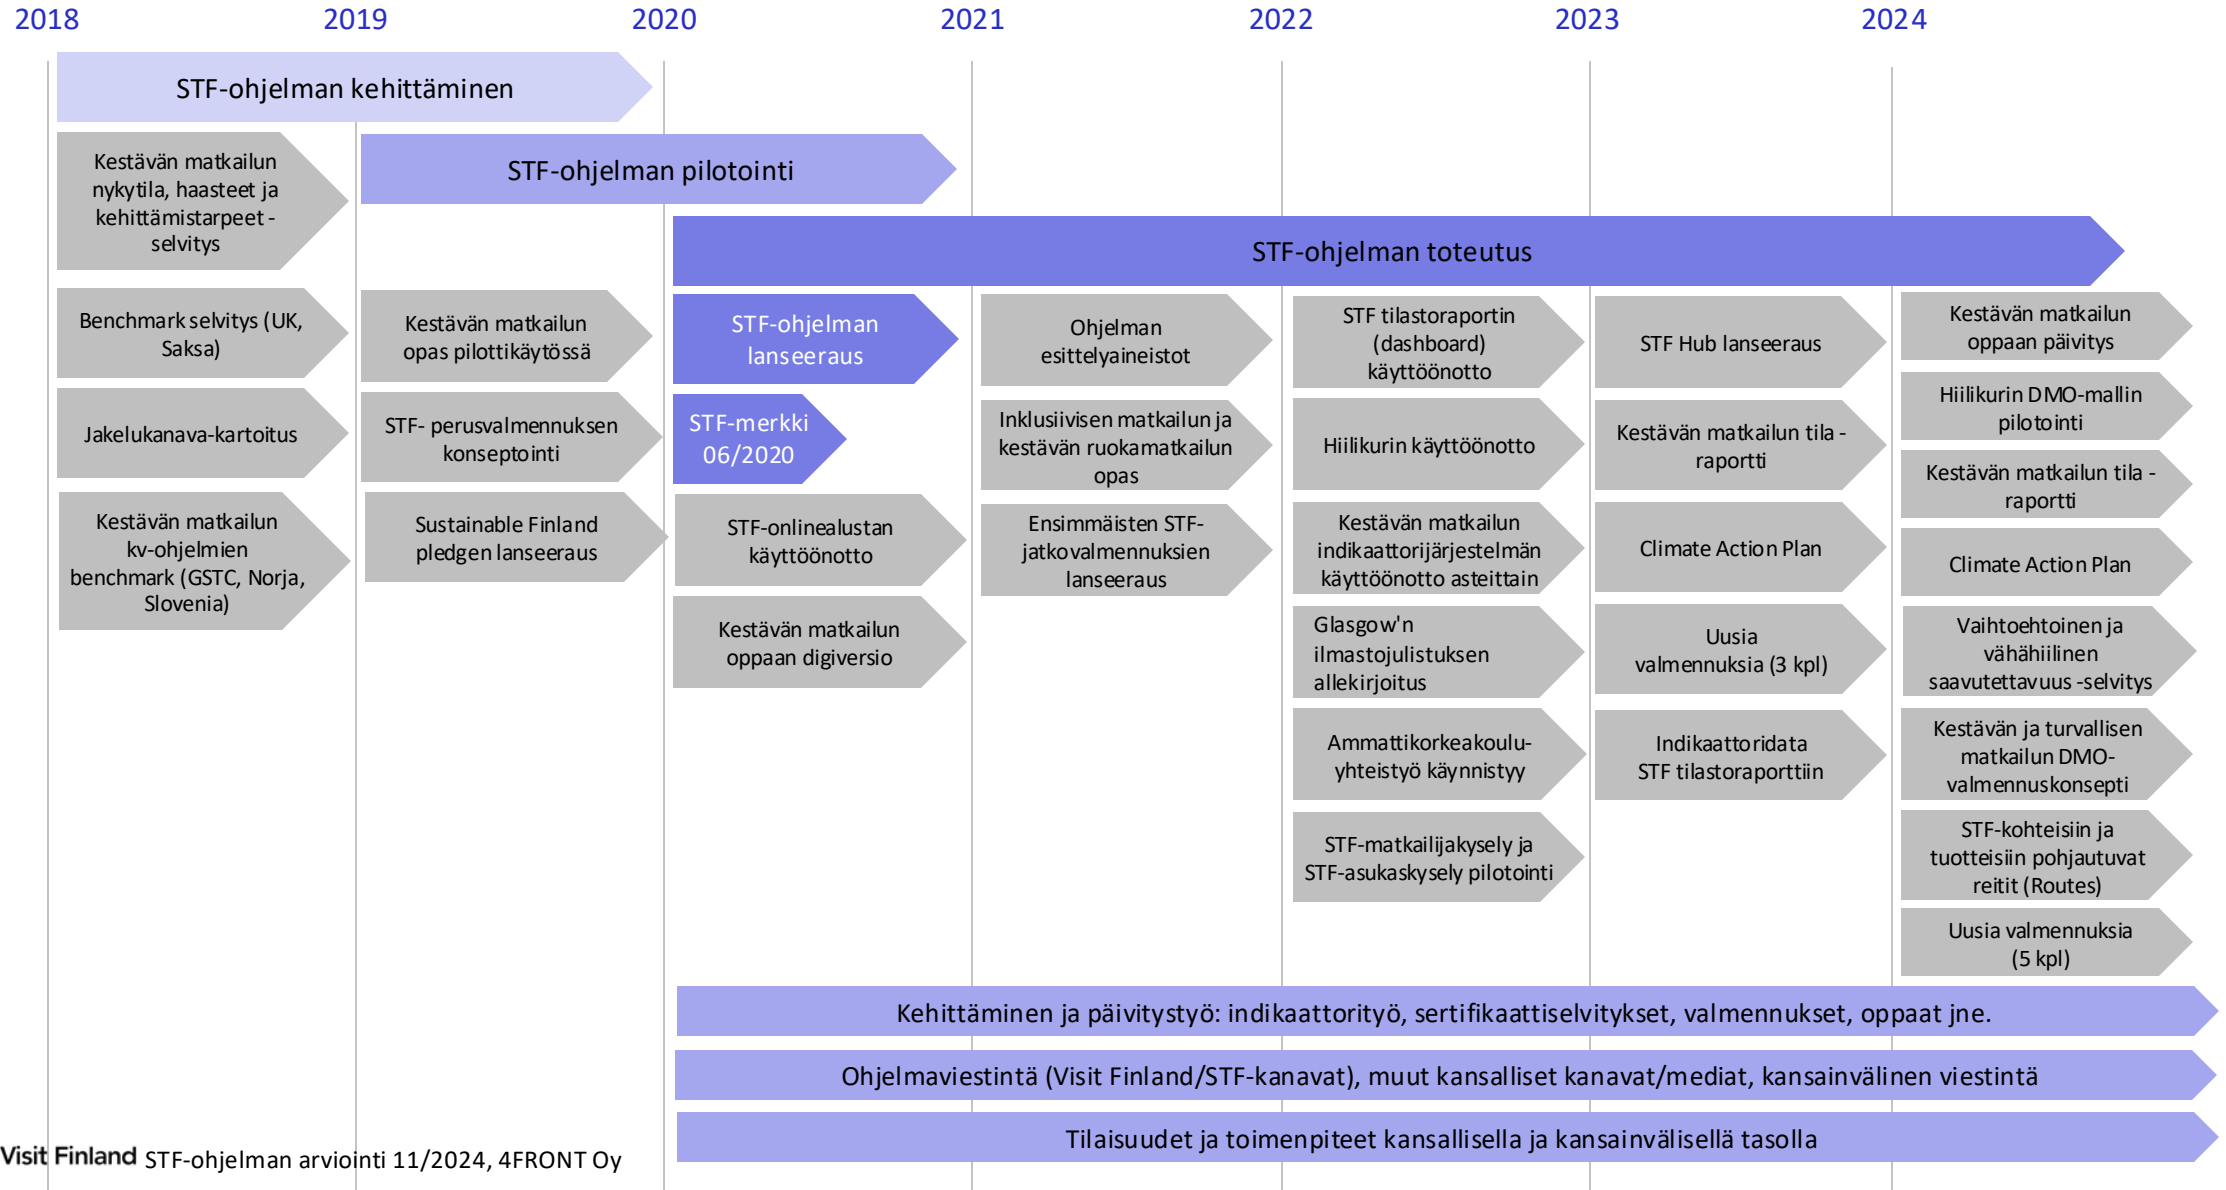 2018
2019
2020
2021
2022
2023
2024
STF-ohjelman kehittäminen
STF-ohjelman pilotointi
STF-ohjelman toteutus
Kestävän matkailun
nykytila, haasteet ja
kehittämistarpeet -
selvitys
Benchmark selvitys (UK,
Saksa)
Jakelukanava-kartoitus
Kestävän matkailun
kv-ohjelmien
benchmark (GSTC, Norja,
Slovenia)
Kestävän matkailun
opas pilottikäytössä
STF- perusvalmennuksen
konseptointi
Sustainable Finland
pledgen lanseeraus
STF-ohjelman
lanseeraus
STF-merkki
06/2020
STF-onlinealustan
käyttöönotto
Kestävän matkailun
oppaan digiversio
Ohjelman
esittelyaineistot
Inklusiivisen matkailun ja
kestävän ruokamatkailun
opas
Ensimmäisten STF-
jatkovalmennuksien
lanseeraus
STF tilastoraportin
(dashboard)
käyttöönotto
Hiilikurin käyttöönotto
Kestävän matkailun
indikaattorijärjestelmän
käyttöönotto asteittain
Glasgow'n
ilmastojulistuksen
allekirjoitus
Ammattikorkeakoulu-
yhteistyö käynnistyy
STF-matkailijakysely ja
STF-asukaskysely pilotointi
STF Hub lanseeraus
Kestävän matkailun tila -
raportti
Climate Action Plan
Uusia
valmennuksia (3 kpl)
Indikaattoridata
STF tilastoraporttiin
Kestävän matkailun
oppaan päivitys
Hiilikurin DMO-mallin
pilotointi
Kestävän matkailun tila -
raportti
Climate Action Plan
Vaihtoehtoinen ja
vähähiilinen
saavutettavuus -selvitys
Kestävän ja turvallisen
matkailun DMO-
valmennuskonsepti
STF-kohteisiin ja
tuotteisiin pohjautuvat
reitit (Routes)
Uusia valmennuksia
(5 kpl)
Kehittäminen ja päivitystyö: indikaattorityö, sertifikaattiselvitykset, valmennukset, oppaat jne.
Ohjelmaviestintä (Visit Finland/STF-kanavat), muut kansalliset kanavat/mediat, kansainvälinen viestintä
Tilaisuudet ja toimenpiteet kansallisella ja kansainvälisellä tasolla
Visit Finland STF-ohjelman arviointi 11/2024, 4FRONT Oy